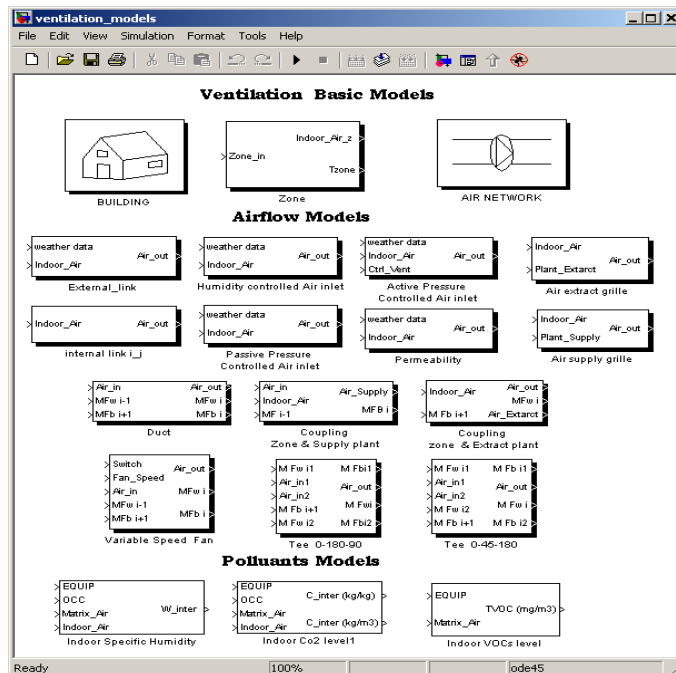 ventilation_models
File Edit View Simulation Format Tools Help
Ventilation Basic Models
BUILDING
Zone_in
Indoor_Air_z
Tzone
Zone
AIR NETWORK
Airflow Models
weather data
Indoor_Air
Air_out
External_link
weather data
Indoor_Air
Air_out
Humidity controlled Air inlet
weather data
Indoor_Air
Ctrl_Vent
Air_out
Active Pressure
Controlled Air inlet
Indoor_Air
Plant_Extarct
Air_out
Air extract grille
Indoor_Air
Air_out
internal link i_j
weather data
Indoor_Air
Air_out
Passive Pressure
Controlled Air inlet
weather data
Indoor_Air
Air_out
Permeability
Indoor_Air
Plant_Supply
Air_out
Air supply grille
Air_in
MFw i-1
MFb i+1
Air_out
MFw i
MFb i
Duct
Air_in
Indoor_Air
MF i-1
Air_Supply
MFB i
Coupling
Zone & Supply plant
Indoor_Air
M Fb i+1
Air_out
MFw i
Air_Extarct
Coupling
zone & Extract plant
Switch
Fan_Speed
Air_in
MFw i-1
MFb i+1
Air_out
MFw i
MFb i
Variable Speed Fan
M Fw i1
Air_in1
Air_in2
M Fb i+1
M Fw i2
M Fbi1
Air_out
M Fwi
M Fbi2
Tee 0-180-90
M Fw i1
Air_in1
Air_in2
M Fb i+1
M Fw i2
M Fb i1
Air_out
M Fw i
M Fb i2
Tee 0-45-180
Polluants Models
EQUIP
OCC
Matrix_Air
Indoor_Air
W_inter
Indoor Specific Humidity
EQUIP
OCC
Matrix_Air
Indoor_Air
C_inter (kg/kg)
C_inter (kg/m3)
Indoor Co2 level1
EQUIP
Matrix_Air
TVOC (mg/m3)
Indoor VOCs level
Ready 100% ode45